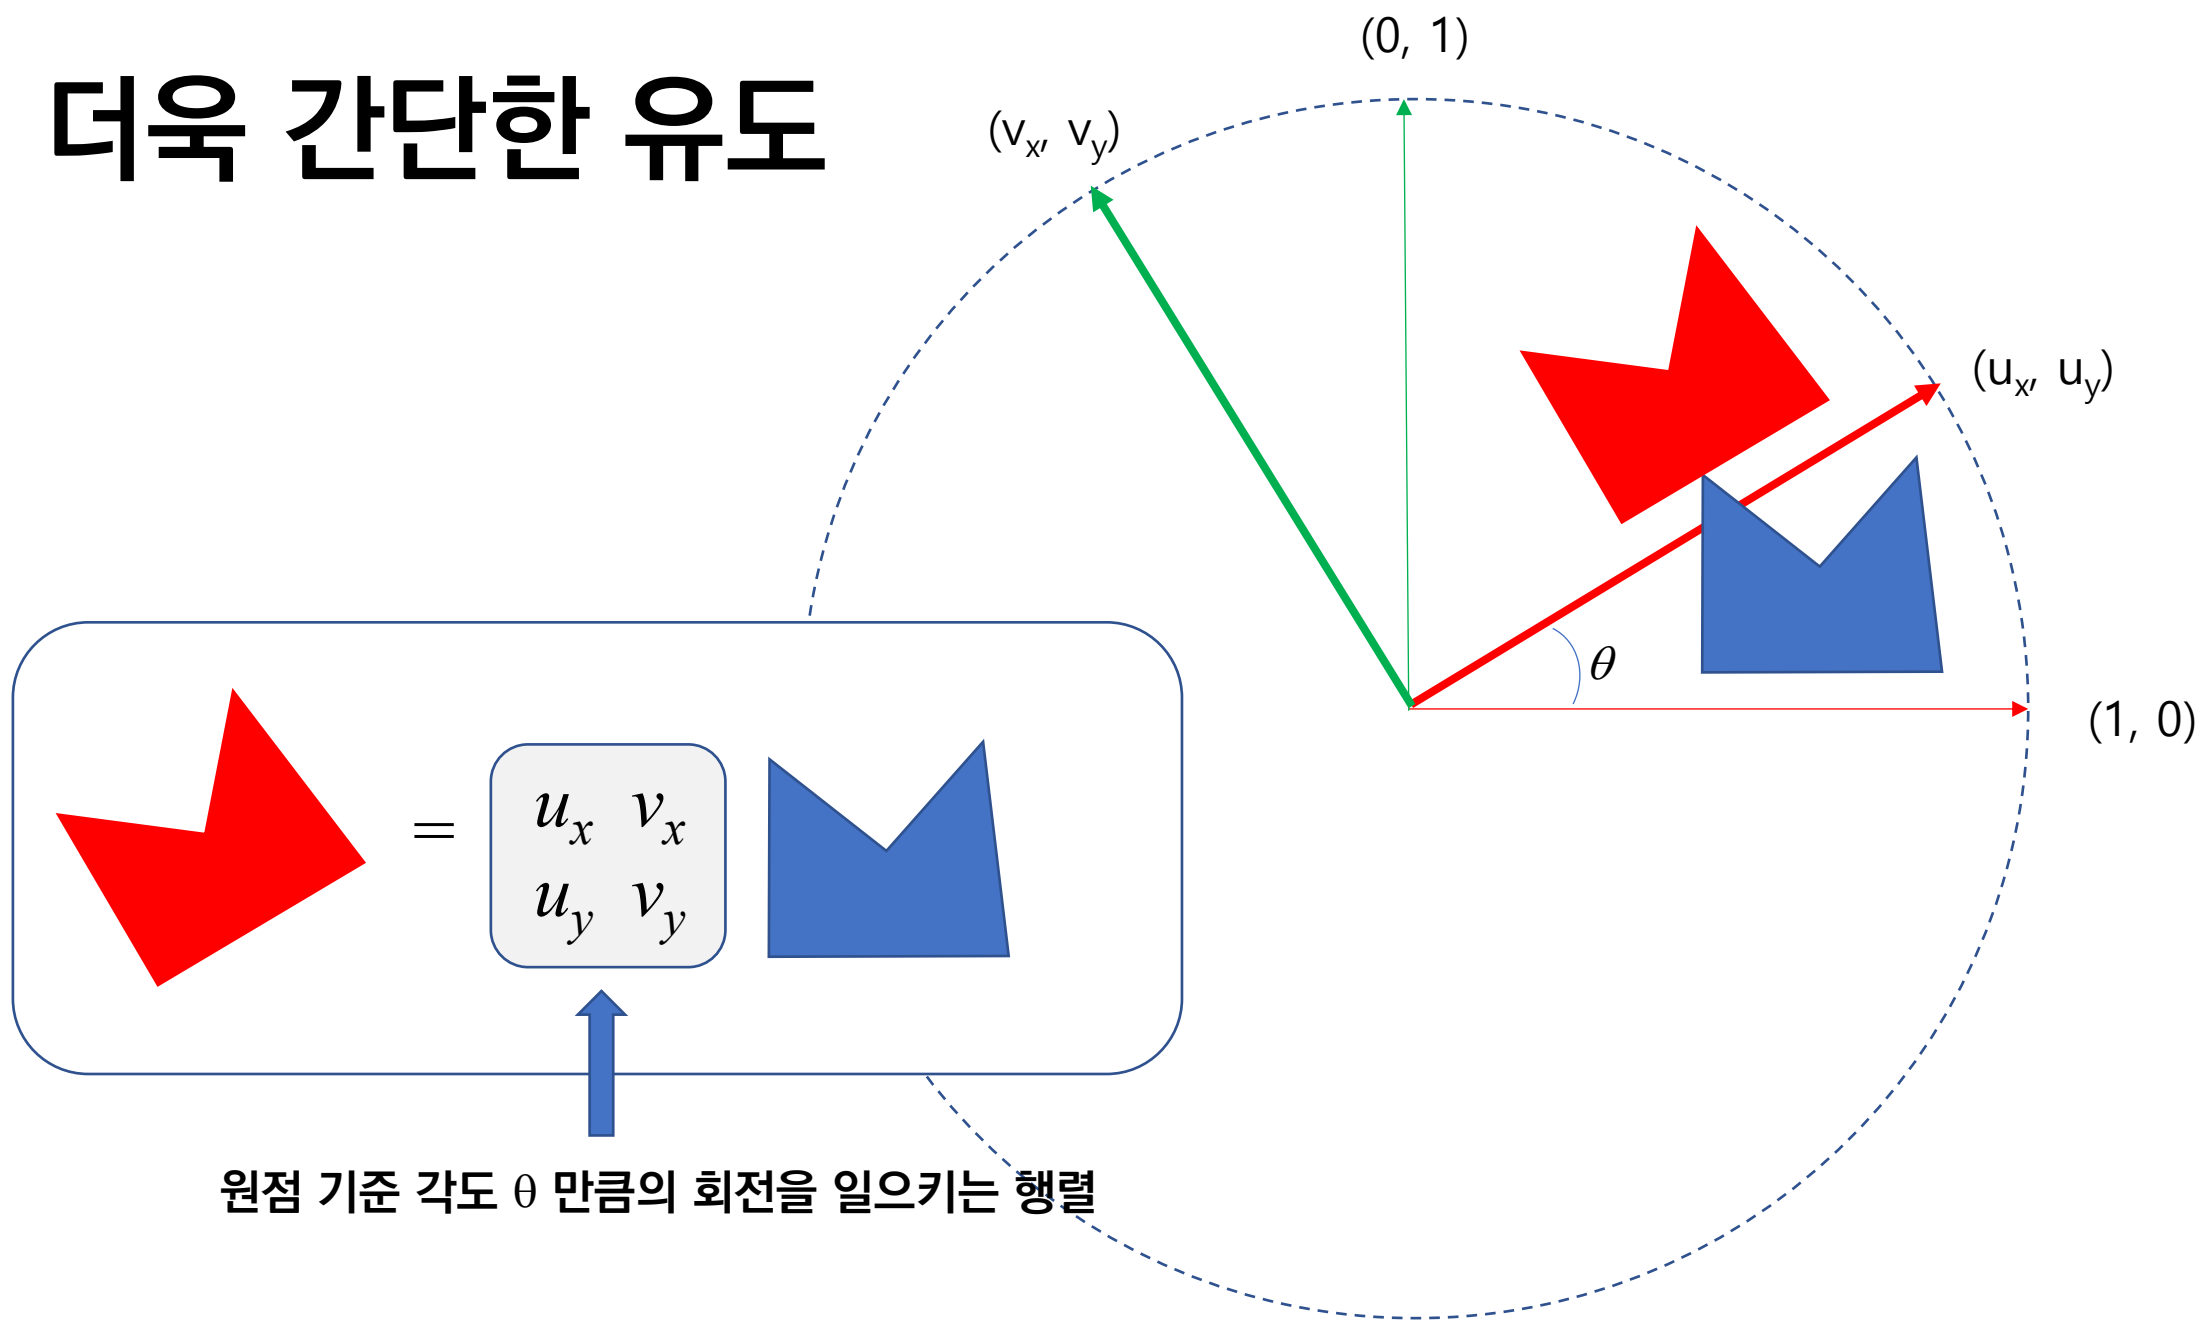 더욱 간단한 유도
(0, 1)
(vx, vy)
(ux, uy)
θ
(1, 0)
= ux vx
uy vy
원점 기준 각도 θ 만큼의 회전을 일으키는 행렬